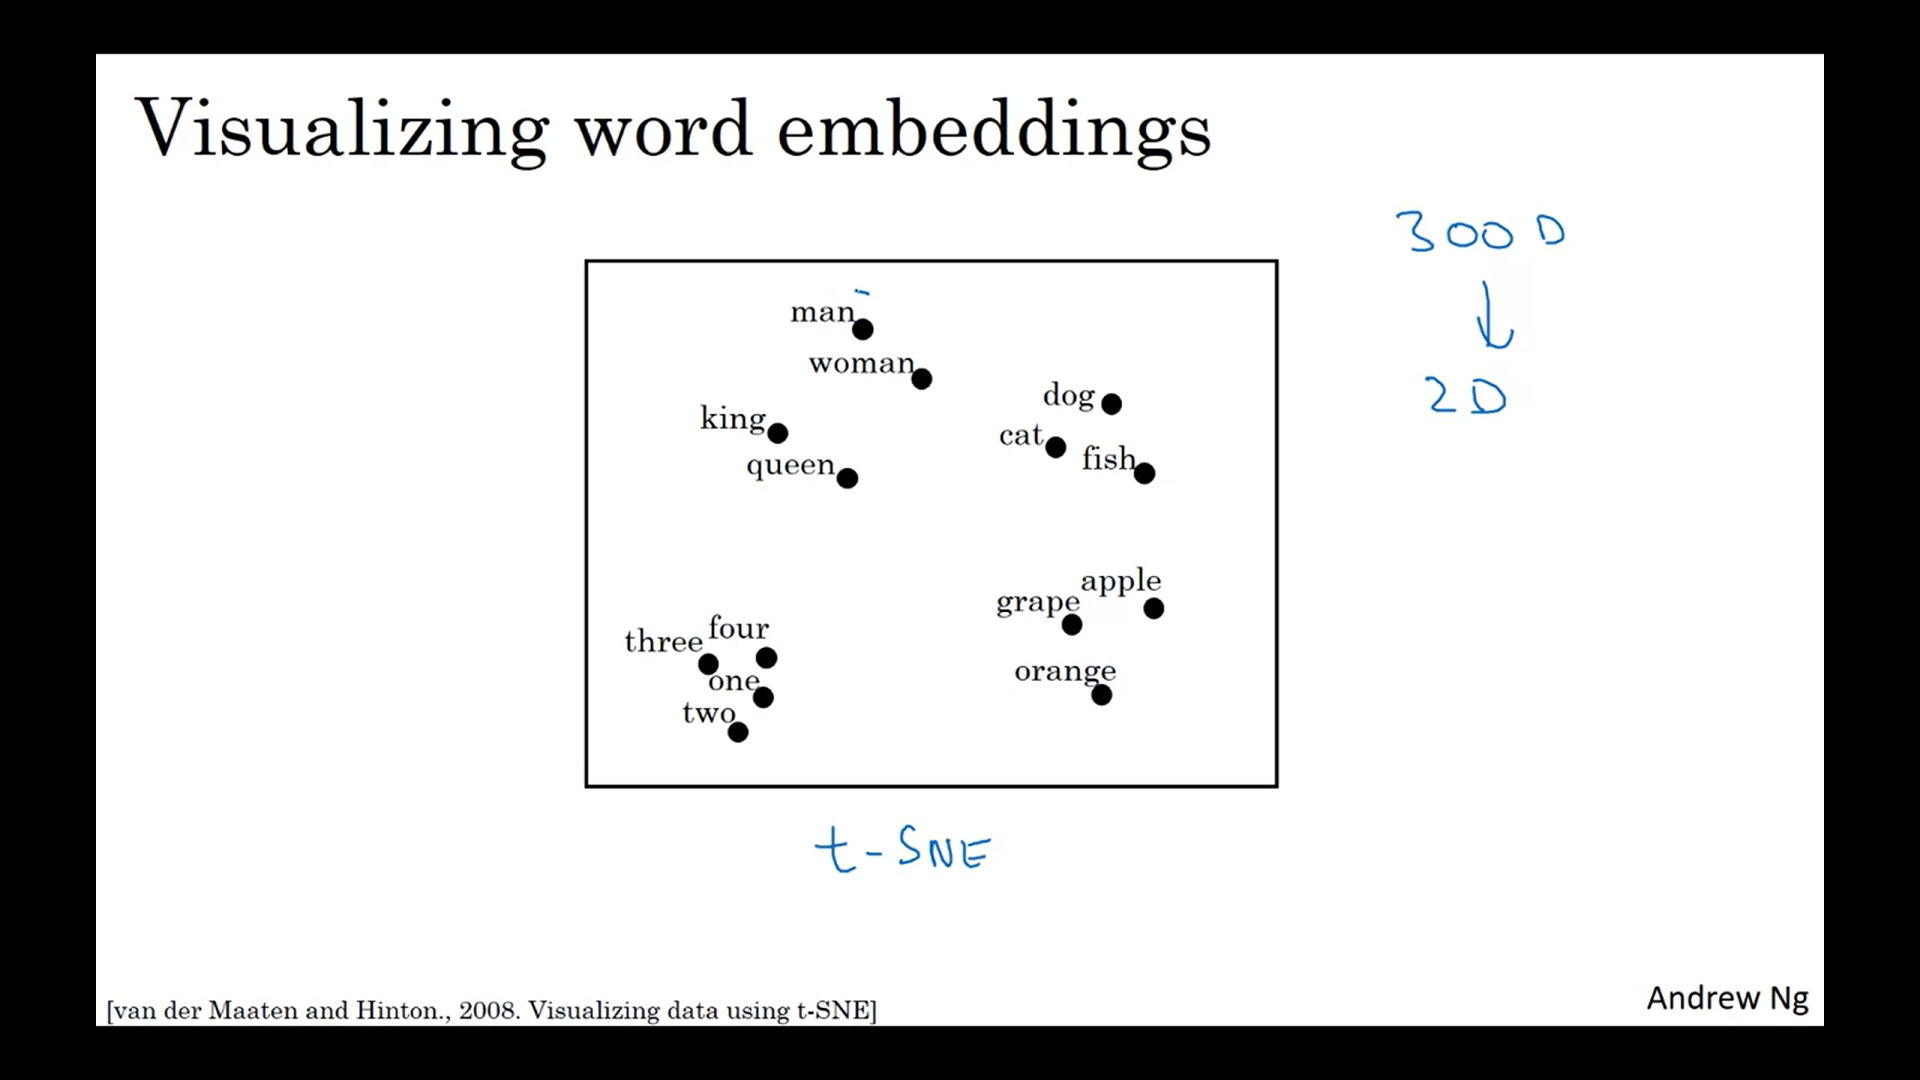 Visualizing word embeddings
300 D
2D
man
woman
dog
king
cat
queen
fish
apple
grape
four
three
orange
one
two
t-SNE
[van der Maaten and Hinton., 2008. Visualizing data using t-SNE]
Andrew Ng